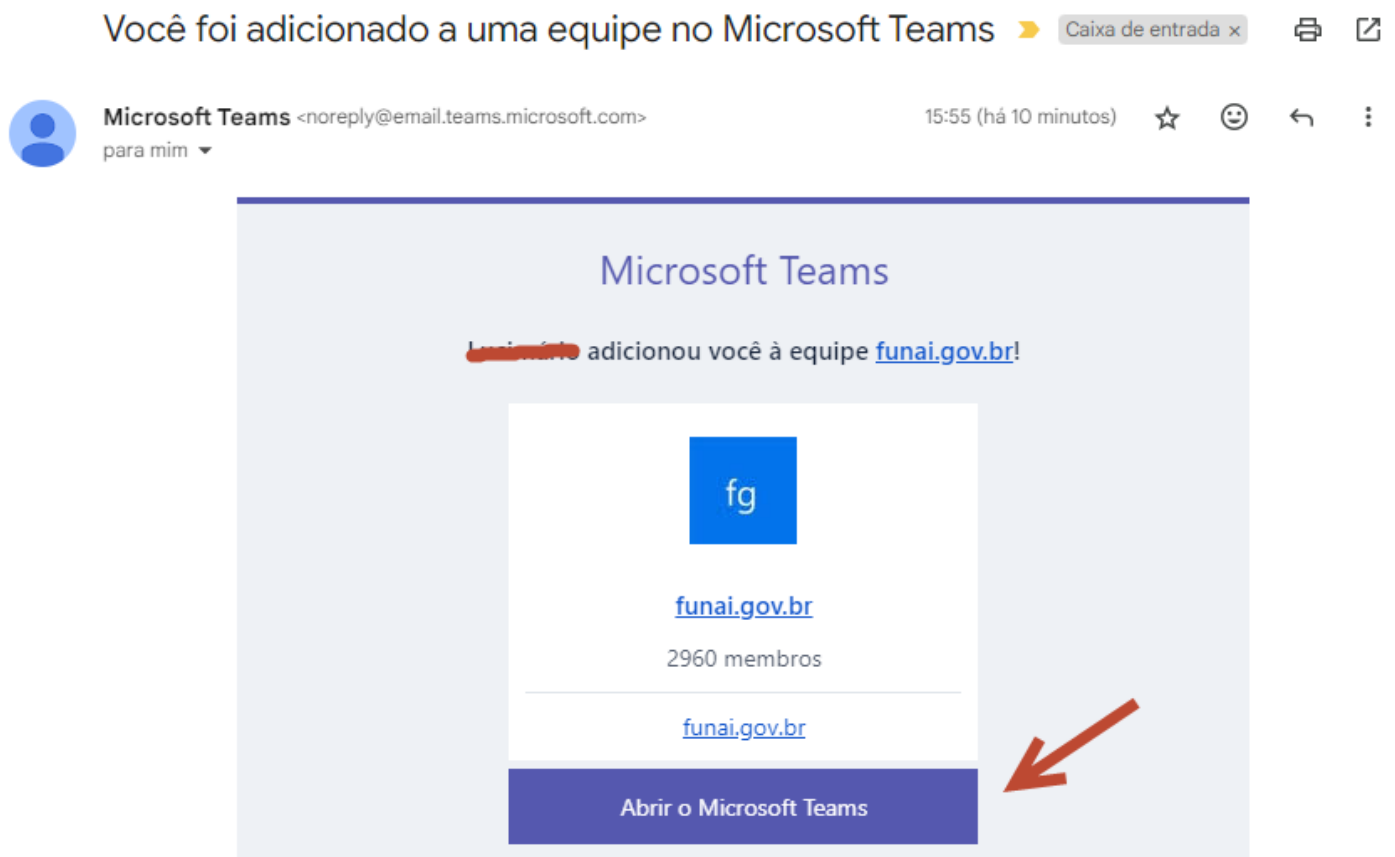 Você foi adicionado a uma equipe no Microsoft Teams Caixa de entrada x
Microsoft Teams <noreply@email.teams.microsoft.com> 15:55 (há 10 minutos)
para mim
Microsoft Teams
adicionou você à equipe funai.gov.br!
fg
funai.gov.br
2960 membros
funai.gov.br
Abrir o Microsoft Teams